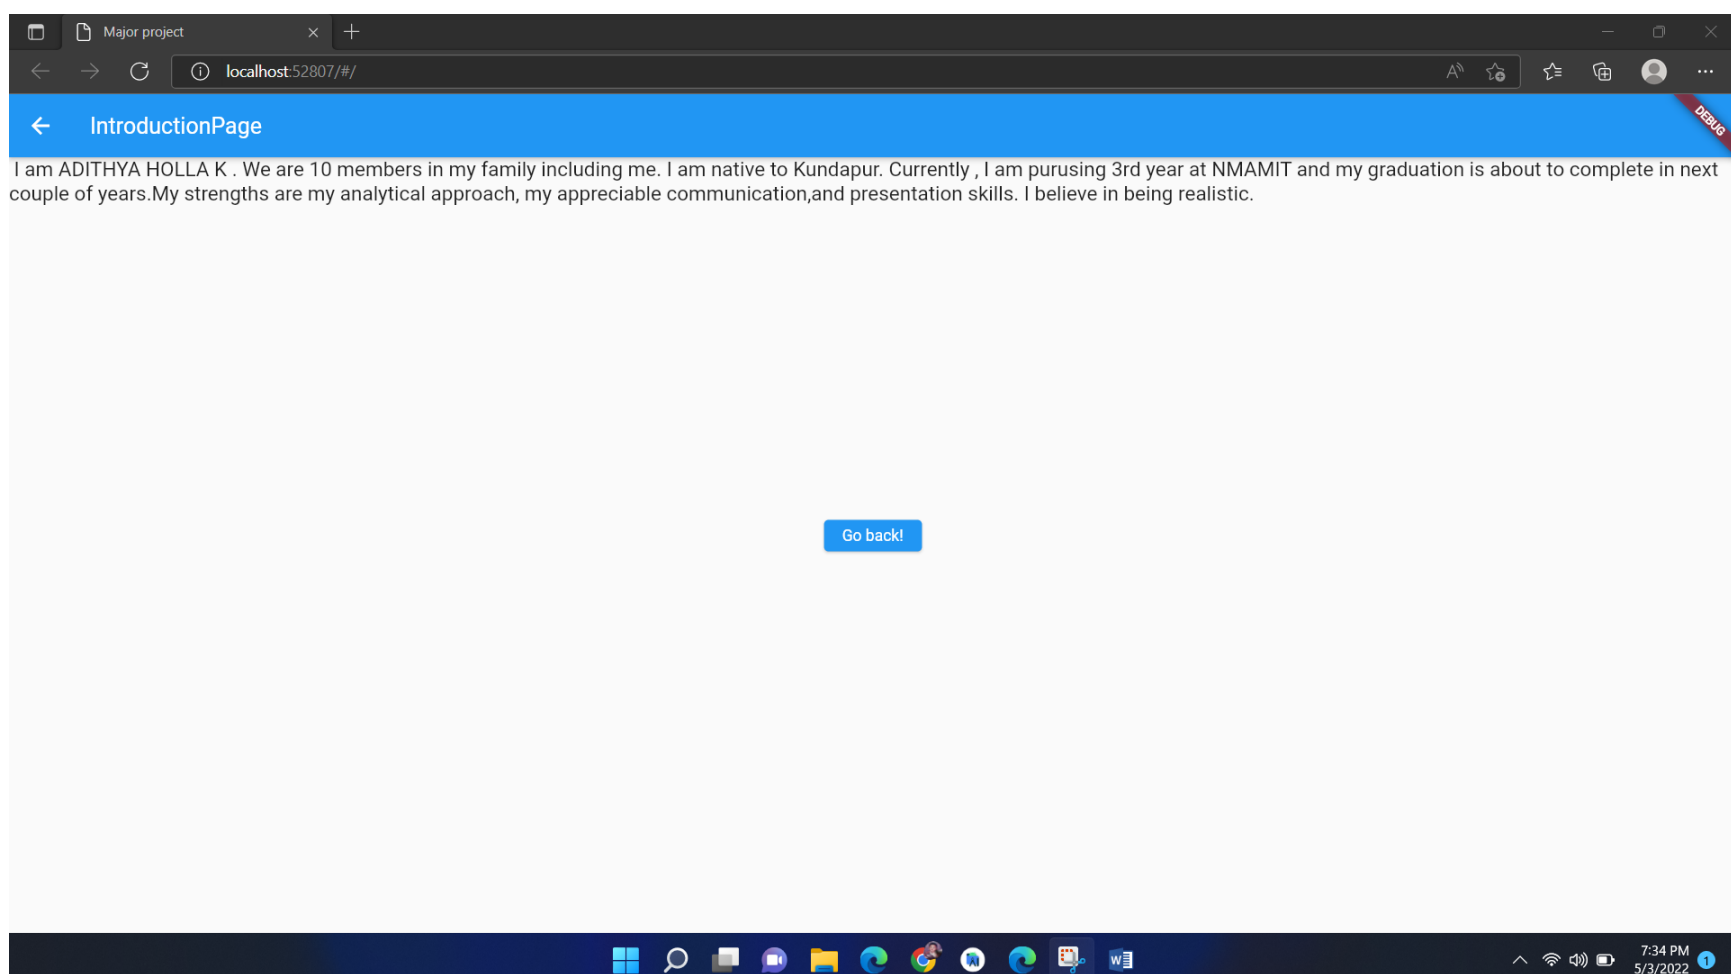 Major project
localhost:52807/#/
IntroductionPage
DEBUG
I am ADITHYA HOLLA K . We are 10 members in my family including me. I am native to Kundapur. Currently , I am purusing 3rd year at NMAMIT and my graduation is about to complete in next
couple of years.My strengths are my analytical approach, my appreciable communication,and presentation skills. I believe in being realistic.
Go back!
7:34 PM
5/3/2022
1